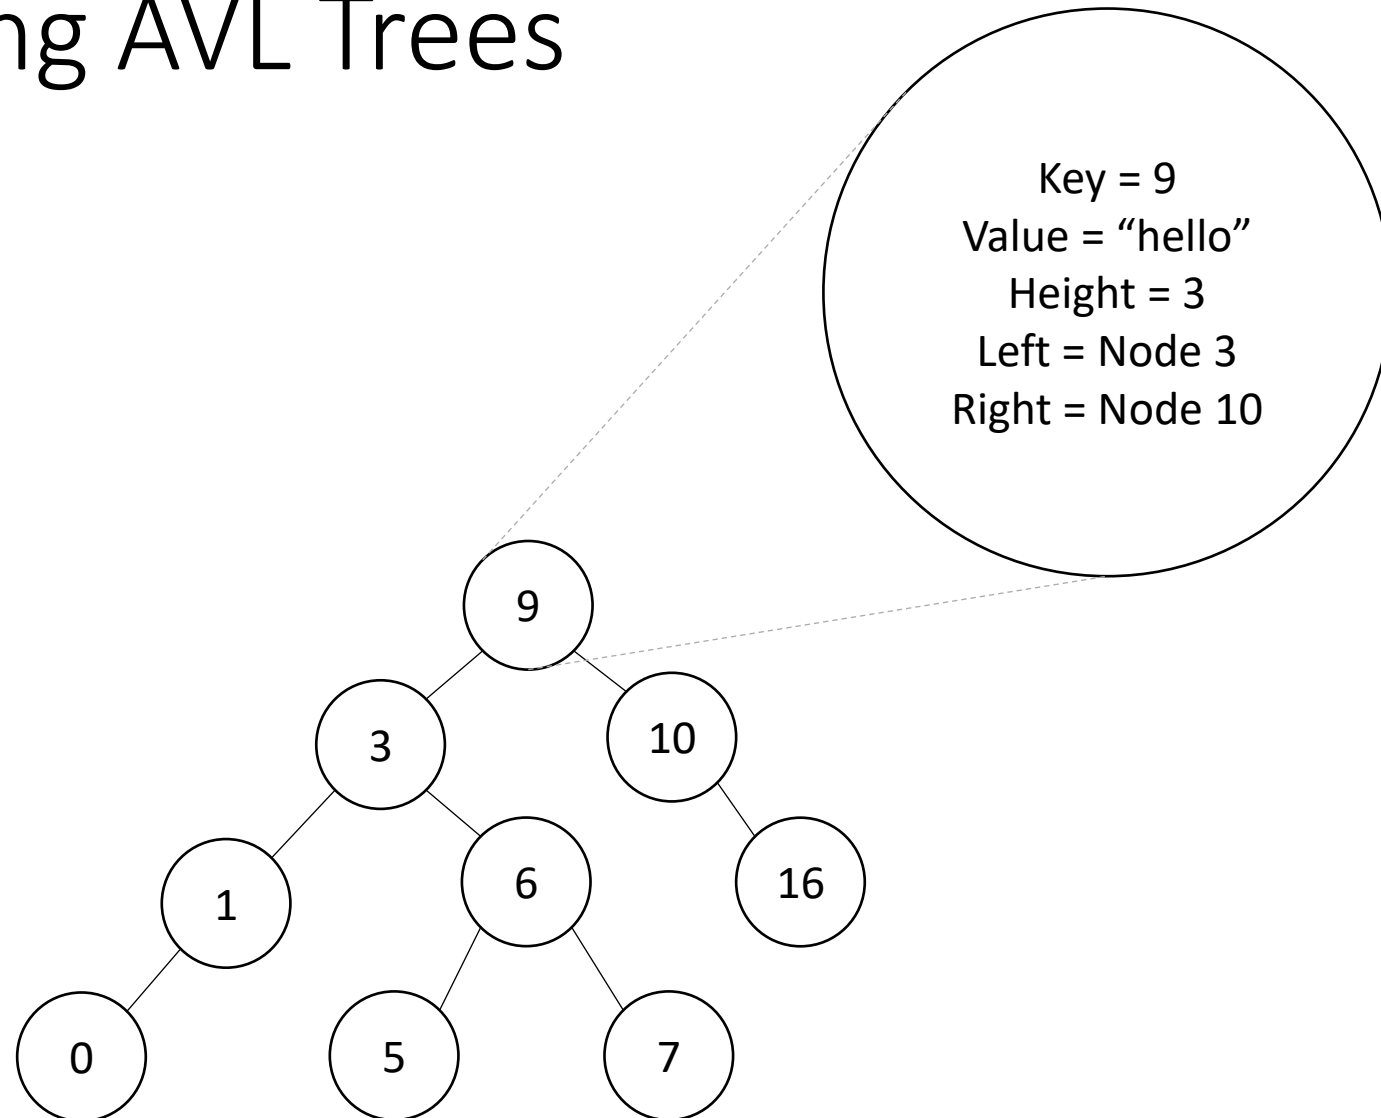 ng AVL Trees
Key = 9
Value = “hello”
Height = 3
Left = Node 3
Right = Node 10
9
3
10
1
6
16
0
5
7